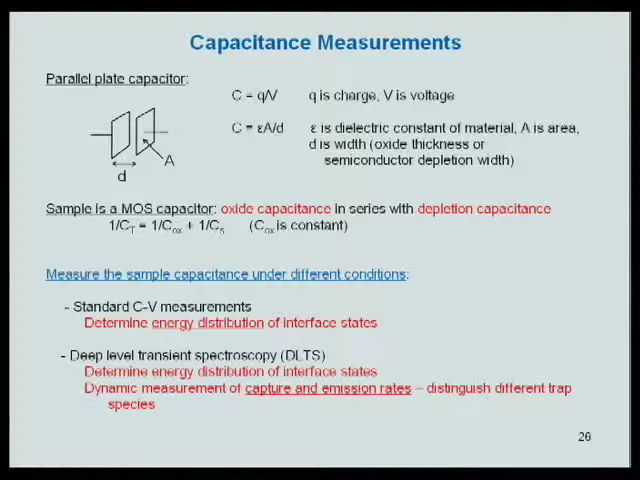 Capacitance Measurements
Parallel plate capacitor:
C = q/V q is charge, V is voltage
C = εA/d ε is dielectric constant of material, A is area,
d is width (oxide thickness or
semiconductor depletion width)
A
d
Sample is a MOS capacitor: oxide capacitance in series with depletion capacitance
1/CT = 1/Cox + 1/Cs (Cox is constant)
Measure the sample capacitance under different conditions:
- Standard C-V measurements
Determine energy distribution of interface states
- Deep level transient spectroscopy (DLTS)
Determine energy distribution of interface states
Dynamic measurement of capture and emission rates – distinguish different trap
species
26